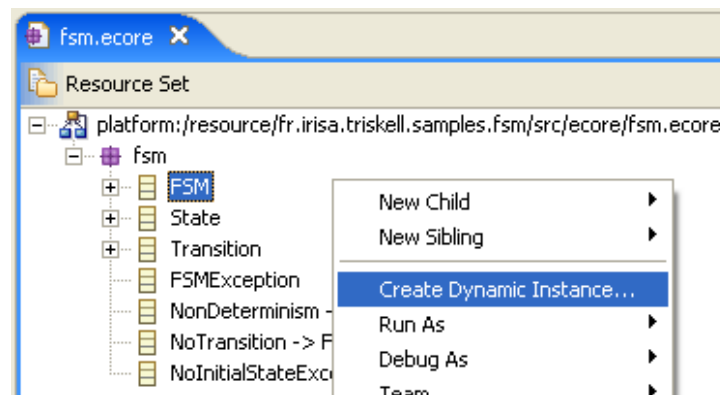 fsm.ecore
Resource Set
platform:/resource/fr.irisa.triskell.samples.fsm/src/ecore/fsm.ecore
fsm
FSM
State
Transition
FSMException
NonDeterminism -
NoTransition -> F
NoInitialStateExc
New Child
New Sibling
Create Dynamic Instance...
Run As
Debug As
Team